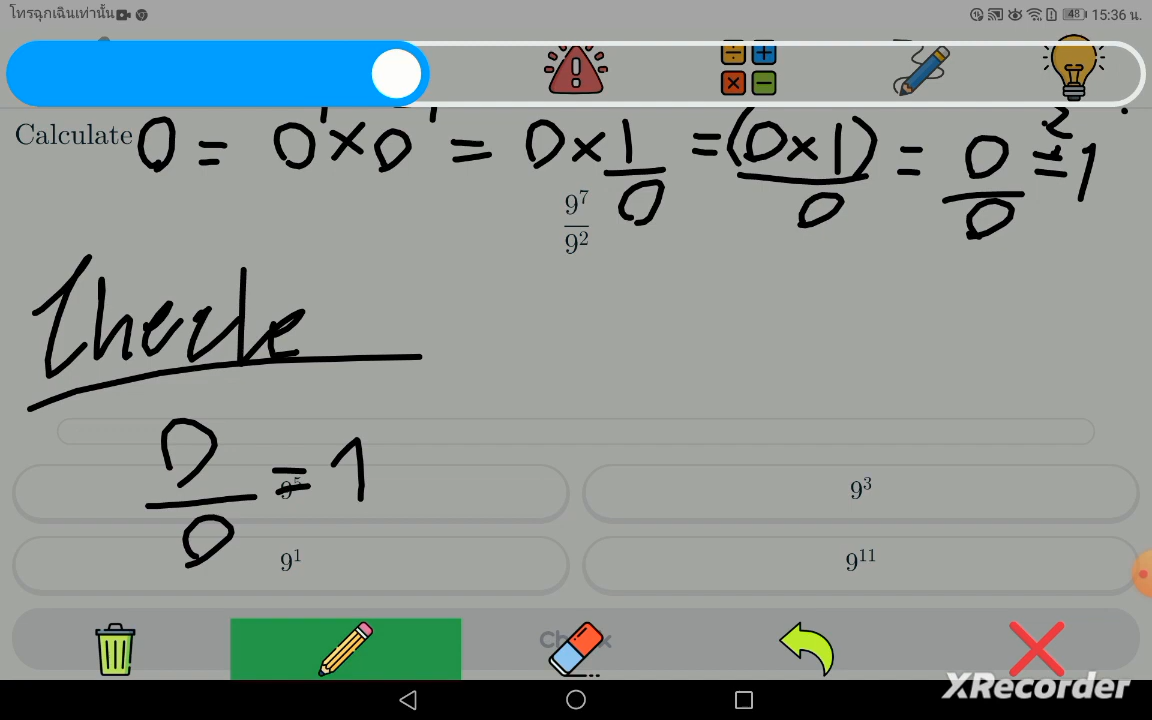 โทรฉุกเฉินเท่านั้น
48 15:36 น.
Calculate 0 = 0¹ × 0⁻¹ = 0 × 1/0 = (0×1)/0 = 0/0 = 1
9⁷/9²
0/0 = 1
9⁵
9³
9¹
9¹¹
XRecorder